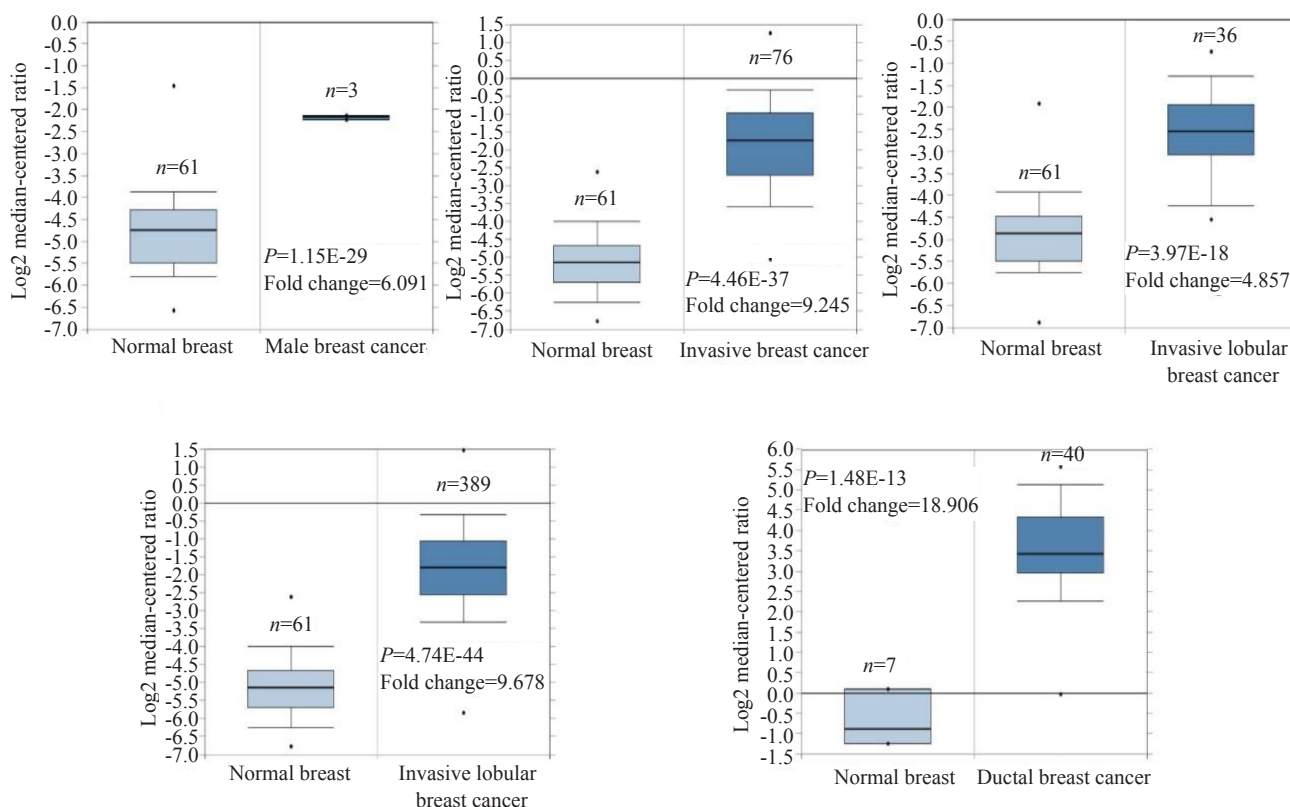 0.0
-0.5
-1.0
-1.5
-2.0
-2.5
-3.0
-3.5
-4.0
-4.5
-5.0
-5.5
-6.0
-6.5
-7.0
Log2 median-centered ratio
n=61
n=3
P=1.15E-29
Fold change=6.091
Normal breast
Male breast cancer
1.5
1.0
0.5
0.0
-0.5
-1.0
-1.5
-2.0
-2.5
-3.0
-3.5
-4.0
-4.5
-5.0
-5.5
-6.0
-6.5
-7.0
Log2 median-centered ratio
n=61
n=76
P=4.46E-37
Fold change=9.245
Normal breast
Invasive breast cancer
0.0
-0.5
-1.0
-1.5
-2.0
-2.5
-3.0
-3.5
-4.0
-4.5
-5.0
-5.5
-6.0
-6.5
-7.0
Log2 median-centered ratio
n=61
n=36
P=3.97E-18
Fold change=4.857
Normal breast
Invasive lobular
breast cancer
1.5
1.0
0.5
0.0
-0.5
-1.0
-1.5
-2.0
-2.5
-3.0
-3.5
-4.0
-4.5
-5.0
-5.5
-6.0
-6.5
-7.0
Log2 median-centered ratio
n=61
n=389
P=4.74E-44
Fold change=9.678
Normal breast
Invasive lobular
breast cancer
6.0
5.5
5.0
4.5
4.0
3.5
3.0
2.5
2.0
1.5
1.0
0.5
0.0
-0.5
-1.0
-1.5
Log2 median-centered ratio
P=1.48E-13
Fold change=18.906
n=7
n=40
Normal breast
Ductal breast cancer